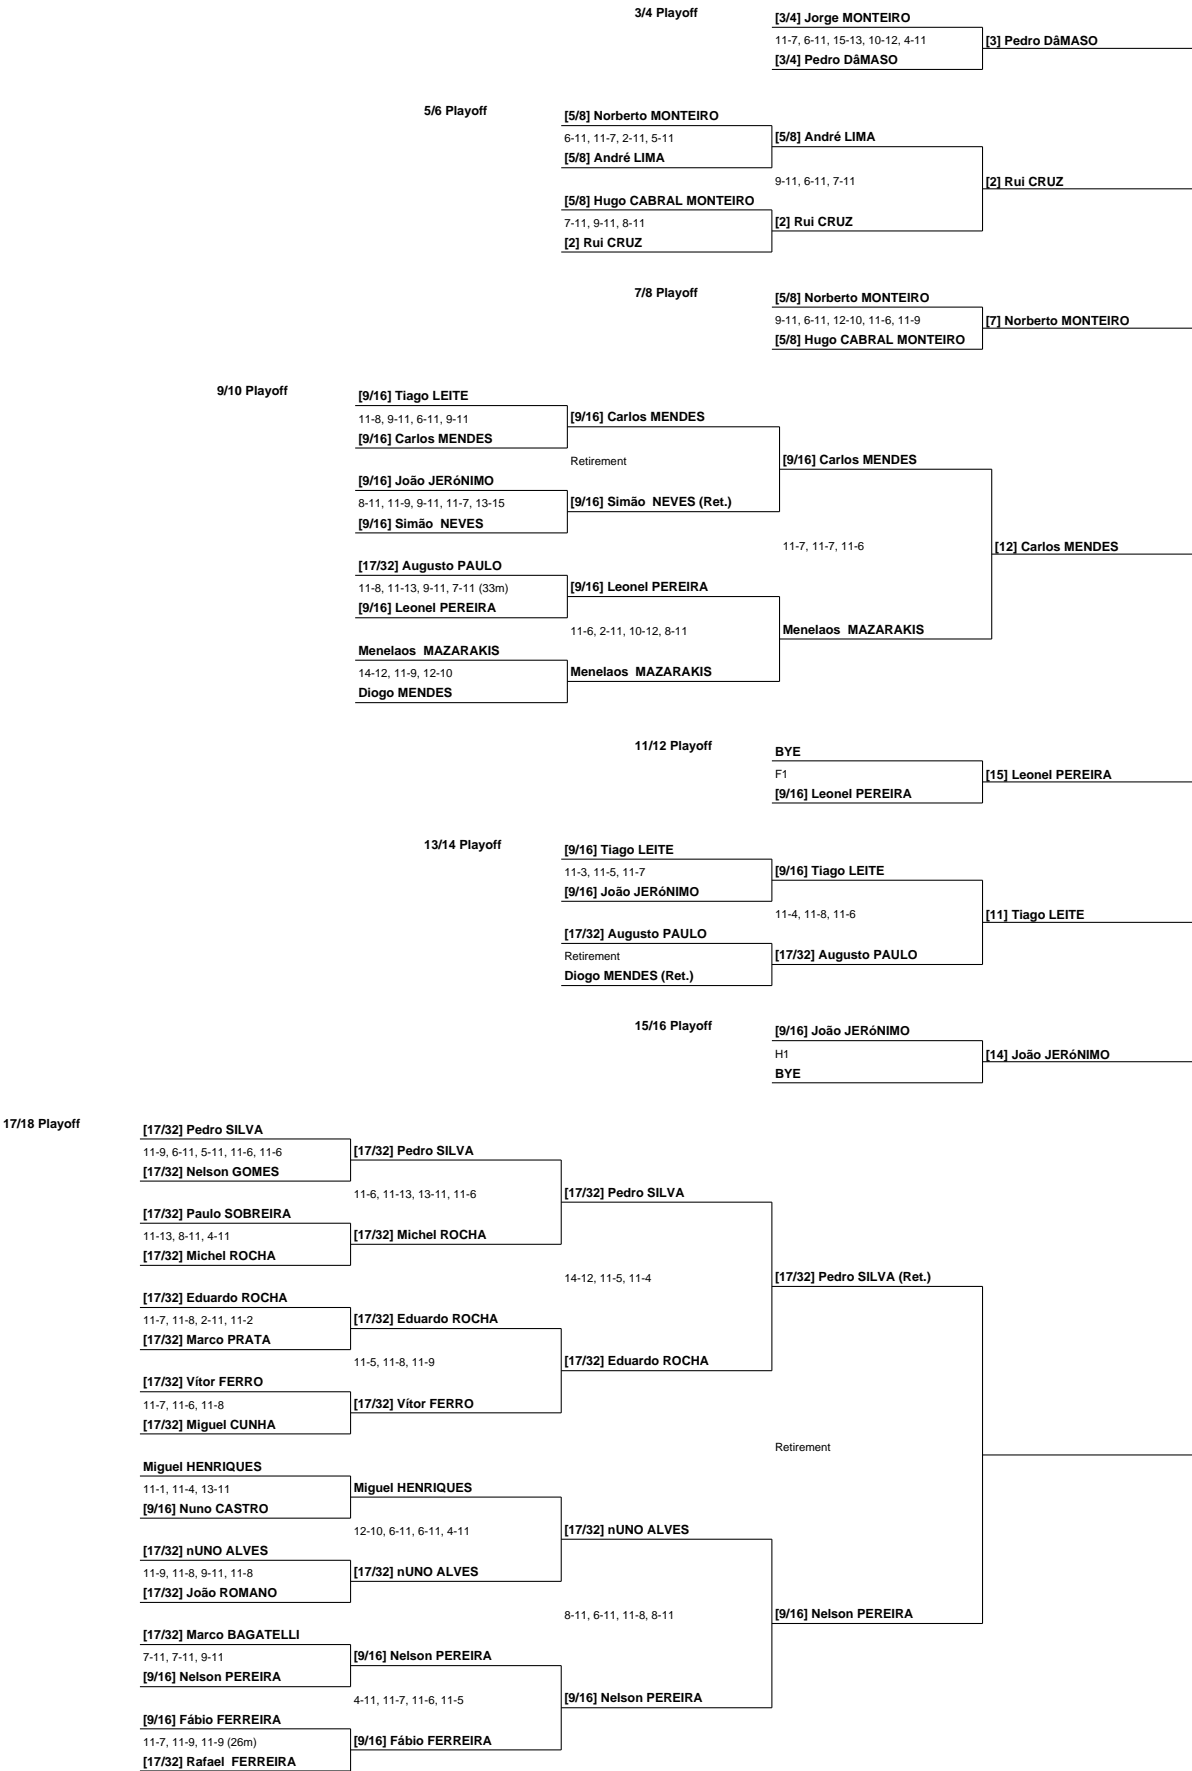 3/4 Playoff
[3/4] Jorge MONTEIRO
11-7, 6-11, 15-13, 10-12, 4-11
[3] Pedro DâMASO
[3/4] Pedro DâMASO
5/6 Playoff
[5/8] Norberto MONTEIRO
6-11, 11-7, 2-11, 5-11
[5/8] André LIMA
[5/8] André LIMA
9-11, 6-11, 7-11
[2] Rui CRUZ
[5/8] Hugo CABRAL MONTEIRO
7-11, 9-11, 8-11
[2] Rui CRUZ
[2] Rui CRUZ
7/8 Playoff
[5/8] Norberto MONTEIRO
9-11, 6-11, 12-10, 11-6, 11-9
[7] Norberto MONTEIRO
[5/8] Hugo CABRAL MONTEIRO
9/10 Playoff
[9/16] Tiago LEITE
11-8, 9-11, 6-11, 9-11
[9/16] Carlos MENDES
[9/16] Carlos MENDES
Retirement
[9/16] Carlos MENDES
[9/16] João JERóNIMO
8-11, 11-9, 9-11, 11-7, 13-15
[9/16] Simão  NEVES (Ret.)
[9/16] Simão  NEVES
11-7, 11-7, 11-6
[12] Carlos MENDES
[17/32] Augusto PAULO
11-8, 11-13, 9-11, 7-11 (33m)
[9/16] Leonel PEREIRA
[9/16] Leonel PEREIRA
11-6, 2-11, 10-12, 8-11
Menelaos  MAZARAKIS
Menelaos  MAZARAKIS
14-12, 11-9, 12-10
Menelaos  MAZARAKIS
Diogo MENDES
11/12 Playoff
BYE
F1
[15] Leonel PEREIRA
[9/16] Leonel PEREIRA
13/14 Playoff
[9/16] Tiago LEITE
11-3, 11-5, 11-7
[9/16] Tiago LEITE
[9/16] João JERóNIMO
11-4, 11-8, 11-6
[11] Tiago LEITE
[17/32] Augusto PAULO
Retirement
[17/32] Augusto PAULO
Diogo MENDES (Ret.)
15/16 Playoff
[9/16] João JERóNIMO
H1
[14] João JERóNIMO
BYE
17/18 Playoff
[17/32] Pedro SILVA
11-9, 6-11, 5-11, 11-6, 11-6
[17/32] Pedro SILVA
[17/32] Nelson GOMES
11-6, 11-13, 13-11, 11-6
[17/32] Pedro SILVA
[17/32] Paulo SOBREIRA
11-13, 8-11, 4-11
[17/32] Michel ROCHA
[17/32] Michel ROCHA
14-12, 11-5, 11-4
[17/32] Pedro SILVA (Ret.)
[17/32] Eduardo ROCHA
11-7, 11-8, 2-11, 11-2
[17/32] Eduardo ROCHA
[17/32] Marco PRATA
11-5, 11-8, 11-9
[17/32] Eduardo ROCHA
[17/32] Vítor FERRO
11-7, 11-6, 11-8
[17/32] Vítor FERRO
[17/32] Miguel CUNHA
Retirement
Miguel HENRIQUES
11-1, 11-4, 13-11
Miguel HENRIQUES
[9/16] Nuno CASTRO
12-10, 6-11, 6-11, 4-11
[17/32] nUNO ALVES
[17/32] nUNO ALVES
11-9, 11-8, 9-11, 11-8
[17/32] nUNO ALVES
[17/32] João ROMANO
8-11, 6-11, 11-8, 8-11
[9/16] Nelson PEREIRA
[17/32] Marco BAGATELLI
7-11, 7-11, 9-11
[9/16] Nelson PEREIRA
[9/16] Nelson PEREIRA
4-11, 11-7, 11-6, 11-5
[9/16] Nelson PEREIRA
[9/16] Fábio FERREIRA
11-7, 11-9, 11-9 (26m)
[9/16] Fábio FERREIRA
[17/32] Rafael  FERREIRA